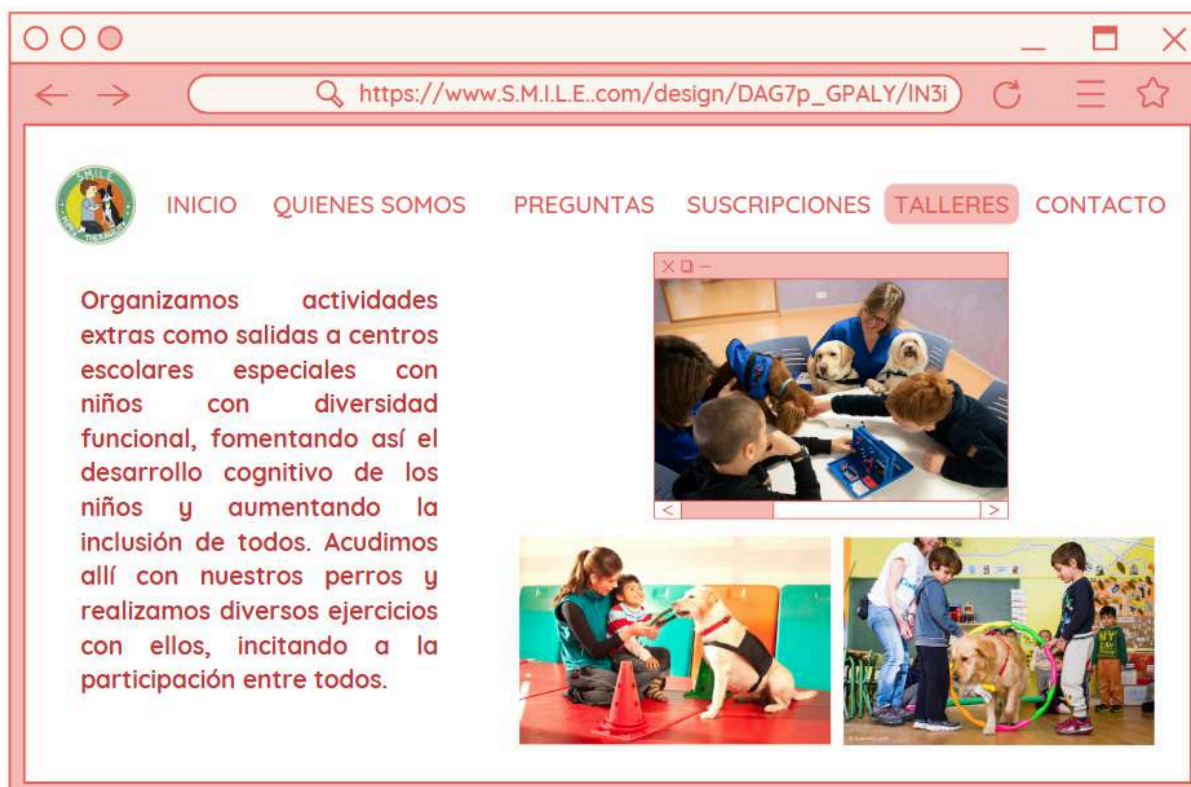 https://www.S.M.I.L.E..com/design/DAG7p_GPALY/IN3i
S.M.I.L.E
INICIO QUIENES SOMOS PREGUNTAS SUSCRIPCIONES TALLERES CONTACTO
Organizamos actividades
extras como salidas a centros
escolares especiales con
niños con diversidad
funcional, fomentando así el
desarrollo cognitivo de los
niños y aumentando la
inclusión de todos. Acudimos
allí con nuestros perros y
realizamos diversos ejercicios
con ellos, incitando a la
participación entre todos.